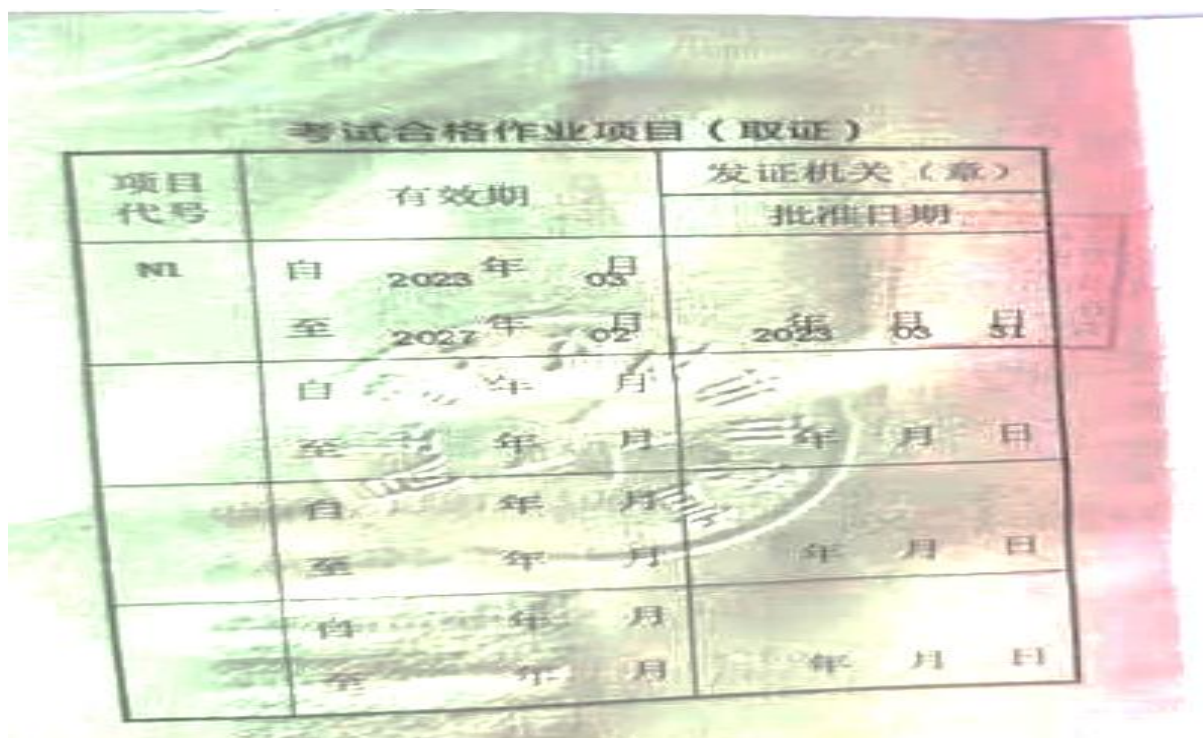 考试合格作业项目（取证）
项目代号 有效期 发证机关（章）
批准日期
N1 自 2023 年 03 月
至 2027 年 02 月 2023 年 03 月 31 日
自 年 月
至 年 月 年 月 日
自 年 月
至 年 月 年 月 日
自 年 月
至 年 月 年 月 日